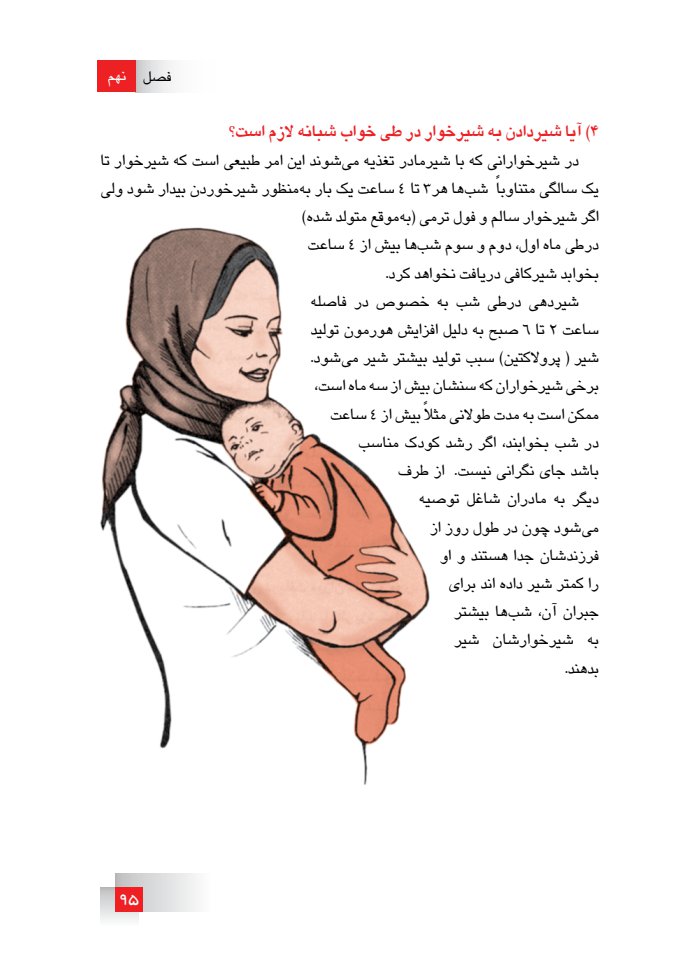 فصل نهم
۴) آیا شیردادن به شیرخوار در طی خواب شبانه لازم است؟
در شیرخوارانی که با شیرمادر تغذیه می‌شوند این امر طبیعی است که شیرخوار تا
یک سالگی متناوباً شب‌ها هر۳ تا ٤ ساعت یک بار به‌منظور شیرخوردن بیدار شود ولی
اگر شیرخوار سالم و فول ترمی (به‌موقع متولد شده)
درطی ماه اول، دوم و سوم شب‌ها بیش از ٤ ساعت
بخوابد شیرکافی دریافت نخواهد کرد.
شیردهی درطی شب به خصوص در فاصله
ساعت ۲ تا ٦ صبح به دلیل افزایش هورمون تولید
شیر ( پرولاکتین) سبب تولید بیشتر شیر می‌شود.
برخی شیرخواران که سنشان بیش از سه ماه است،
ممکن است به مدت طولانی مثلاً بیش از ٤ ساعت
در شب بخوابند، اگر رشد کودک مناسب
باشد جای نگرانی نیست. از طرف
دیگر به مادران شاغل توصیه
می‌شود چون در طول روز از
فرزندشان جدا هستند و او
را کمتر شیر داده اند برای
جبران آن، شب‌ها بیشتر
به شیرخوارشان شیر
بدهند.
۹۵